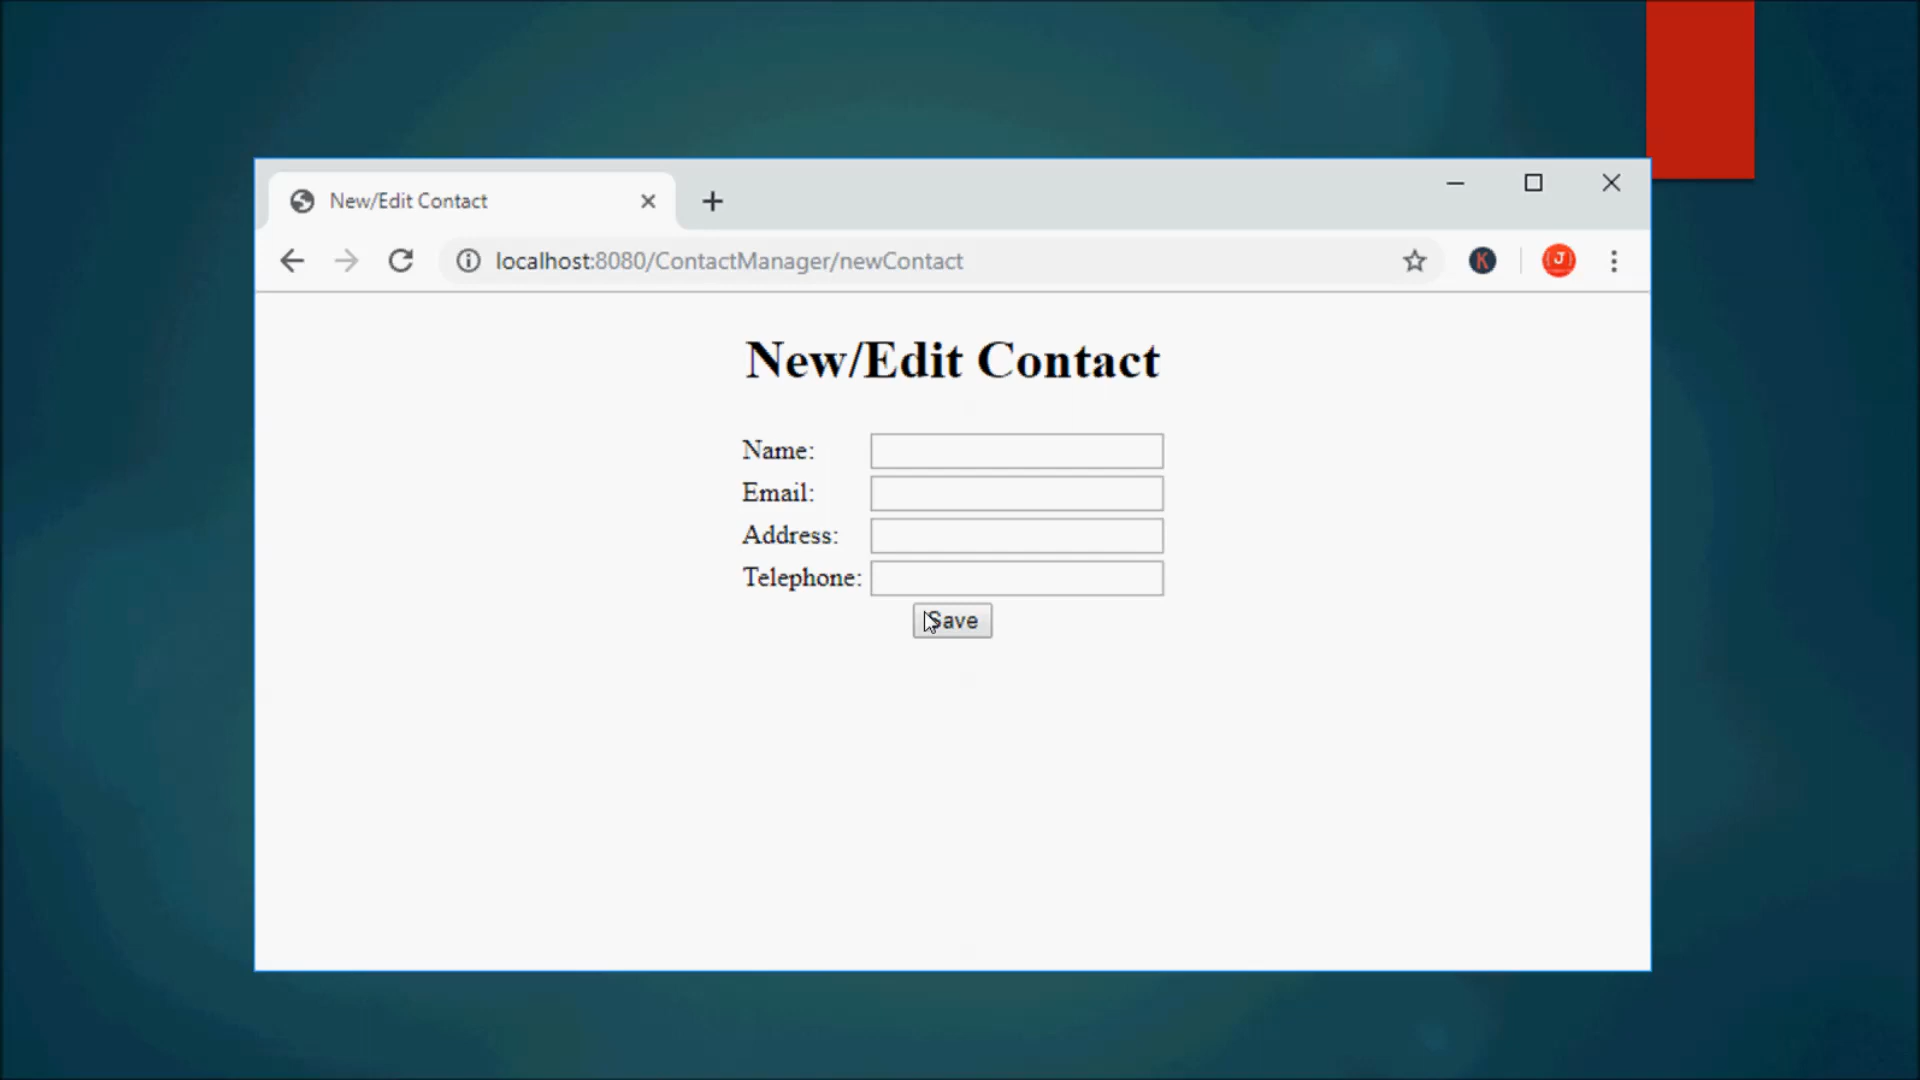 New/Edit Contact
localhost:8080/ContactManager/newContact
K
J
New/Edit Contact
Name:
Email:
Address:
Telephone:
Save